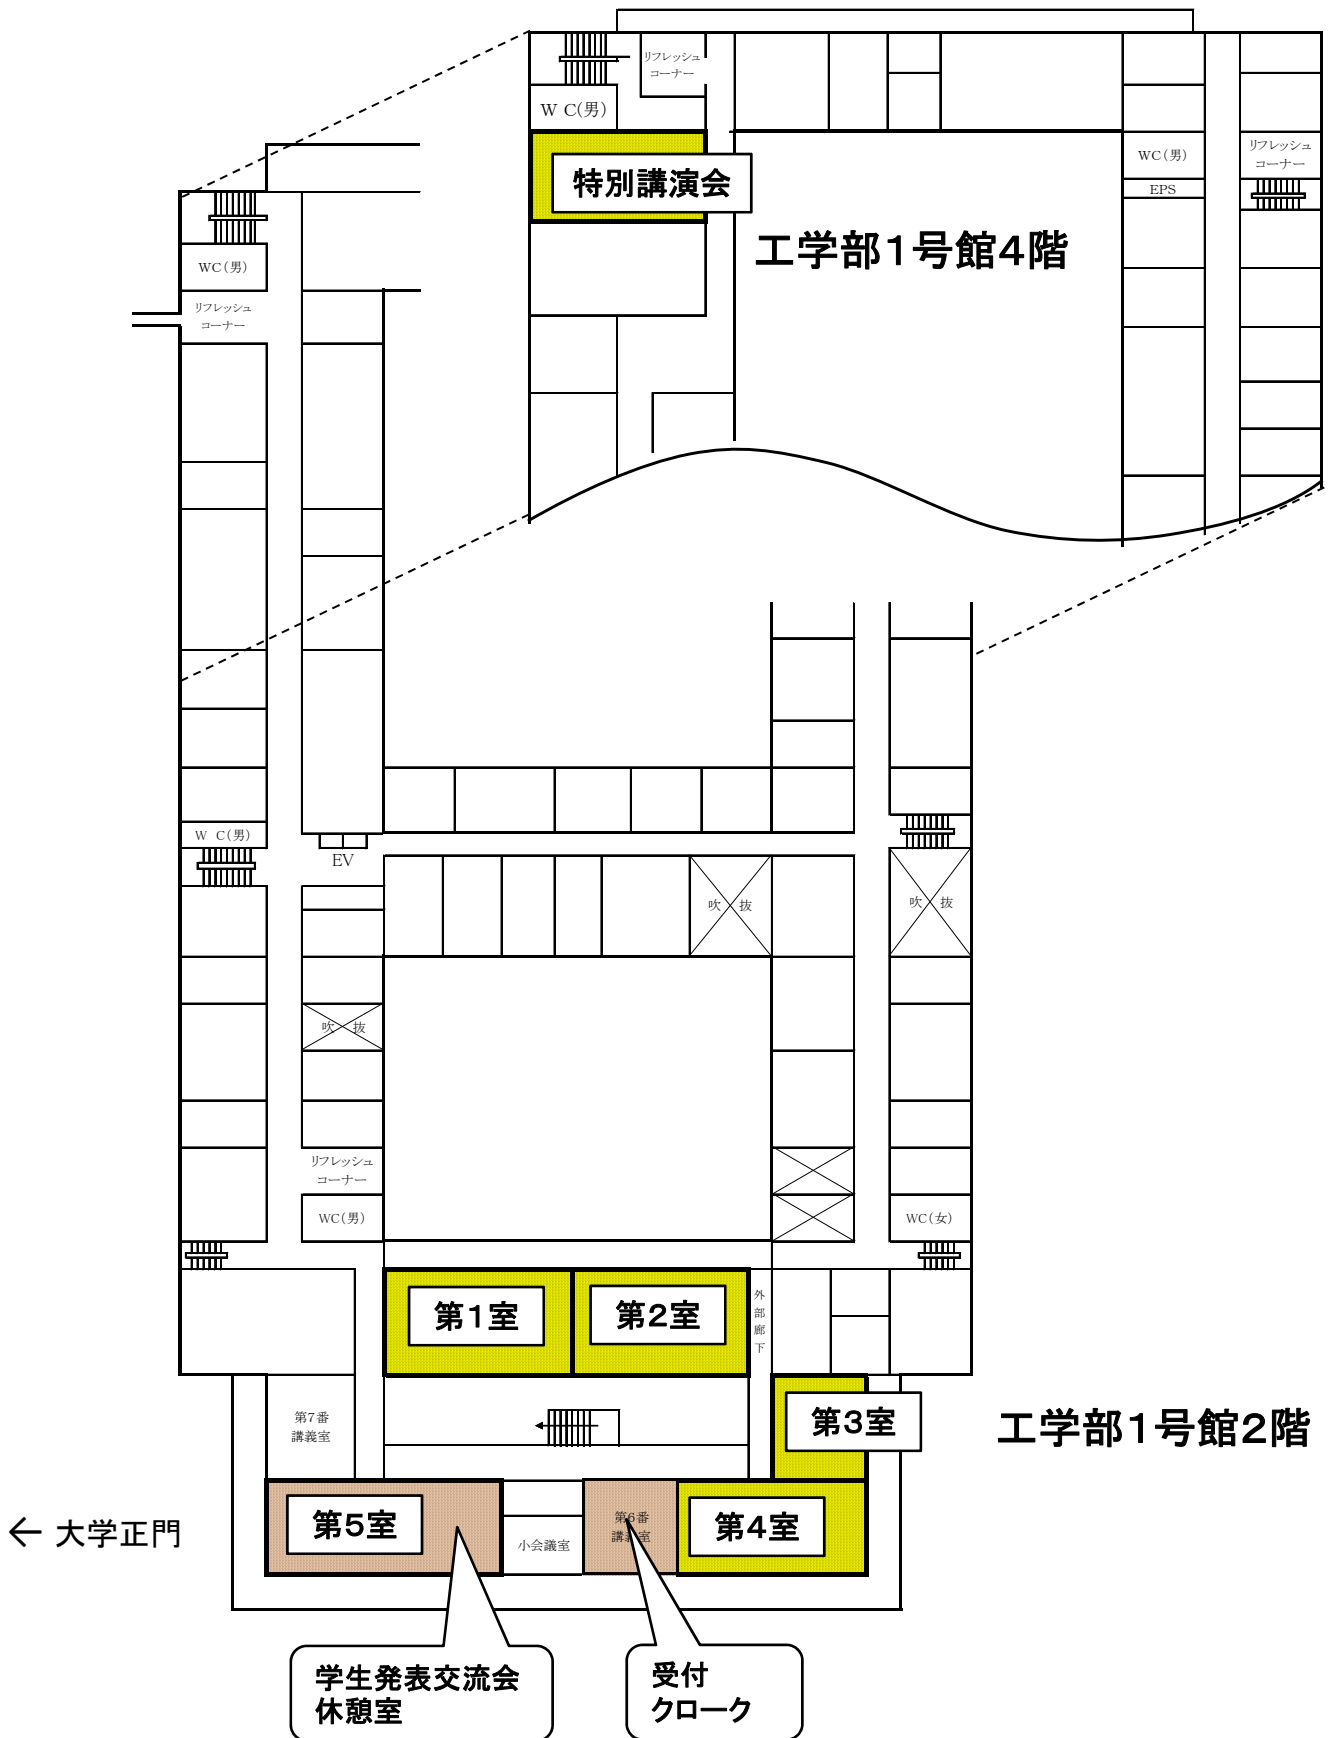 リフレッシュ
コーナー
W C(男)
特別講演会
工学部1号館4階
WC(男)
EPS
リフレッシュ
コーナー
WC(男)
リフレッシュ
コーナー
W C(男)
EV
吹 抜
吹 抜
吹 抜
リフレッシュ
コーナー
WC(男)
WC(女)
第1室
第2室
外
部
廊
下
第7番
講義室
第3室
工学部1号館2階
← 大学正門
第5室
小会議室
第6番
講義室
第4室
学生発表交流会
休憩室
受付
クローク